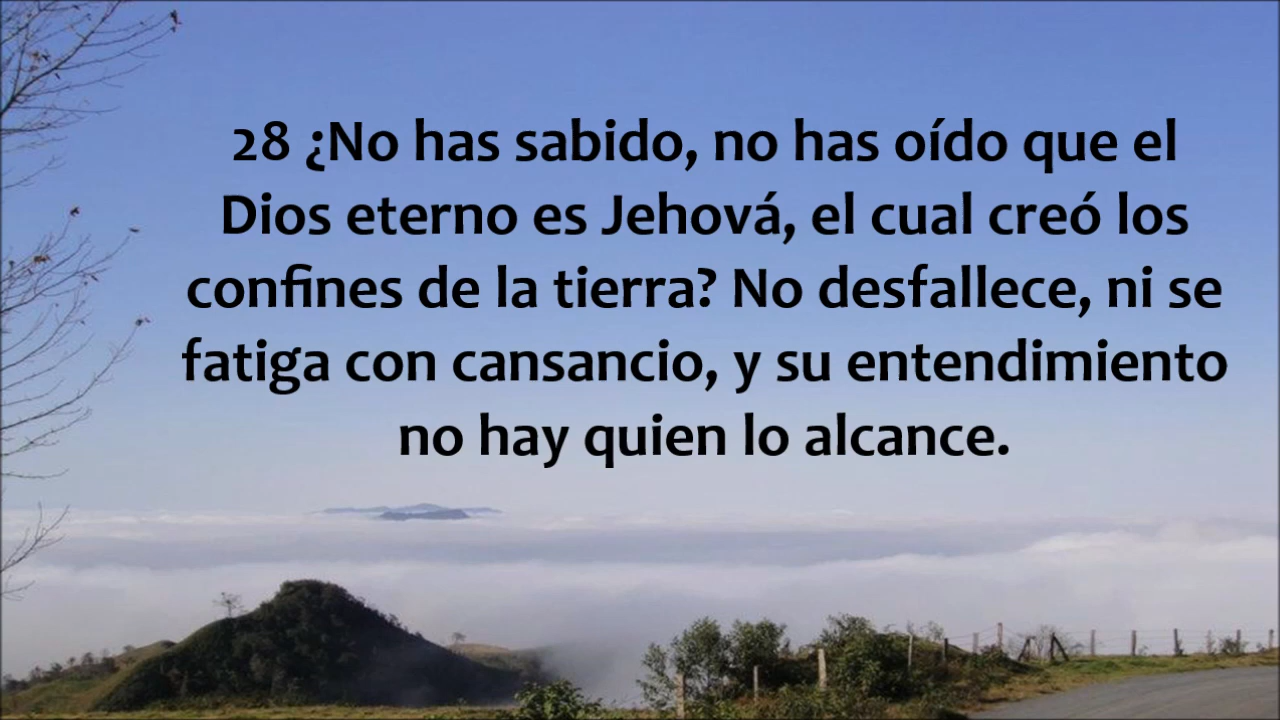 28 ¿No has sabido, no has oído que el
Dios eterno es Jehová, el cual creó los
confines de la tierra? No desfallece, ni se
fatiga con cansancio, y su entendimiento
no hay quien lo alcance.